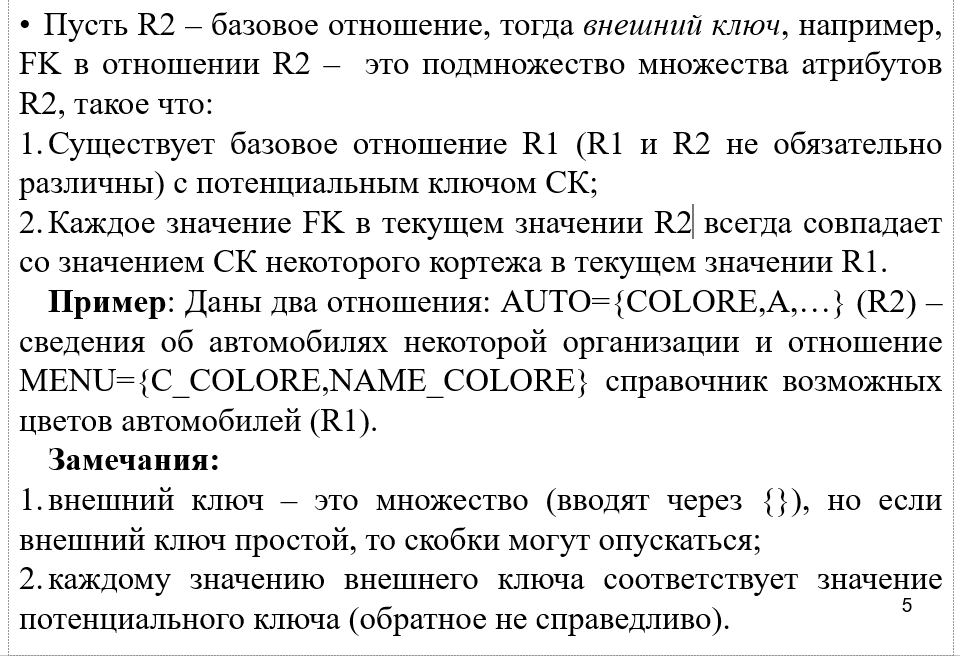 • Пусть R2 – базовое отношение, тогда внешний ключ, например,
FK в отношении R2 – это подмножество множества атрибутов
R2, такое что:
1. Существует базовое отношение R1 (R1 и R2 не обязательно
различны) с потенциальным ключом СК;
2. Каждое значение FK в текущем значении R2 всегда совпадает
со значением СК некоторого кортежа в текущем значении R1.
Пример: Даны два отношения: AUTO={COLORE,A,…} (R2) –
сведения об автомобилях некоторой организации и отношение
MENU={C_COLORE,NAME_COLORE} справочник возможных
цветов автомобилей (R1).
Замечания:
1. внешний ключ – это множество (вводят через {}), но если
внешний ключ простой, то скобки могут опускаться;
2. каждому значению внешнего ключа соответствует значение
потенциального ключа (обратное не справедливо).
5